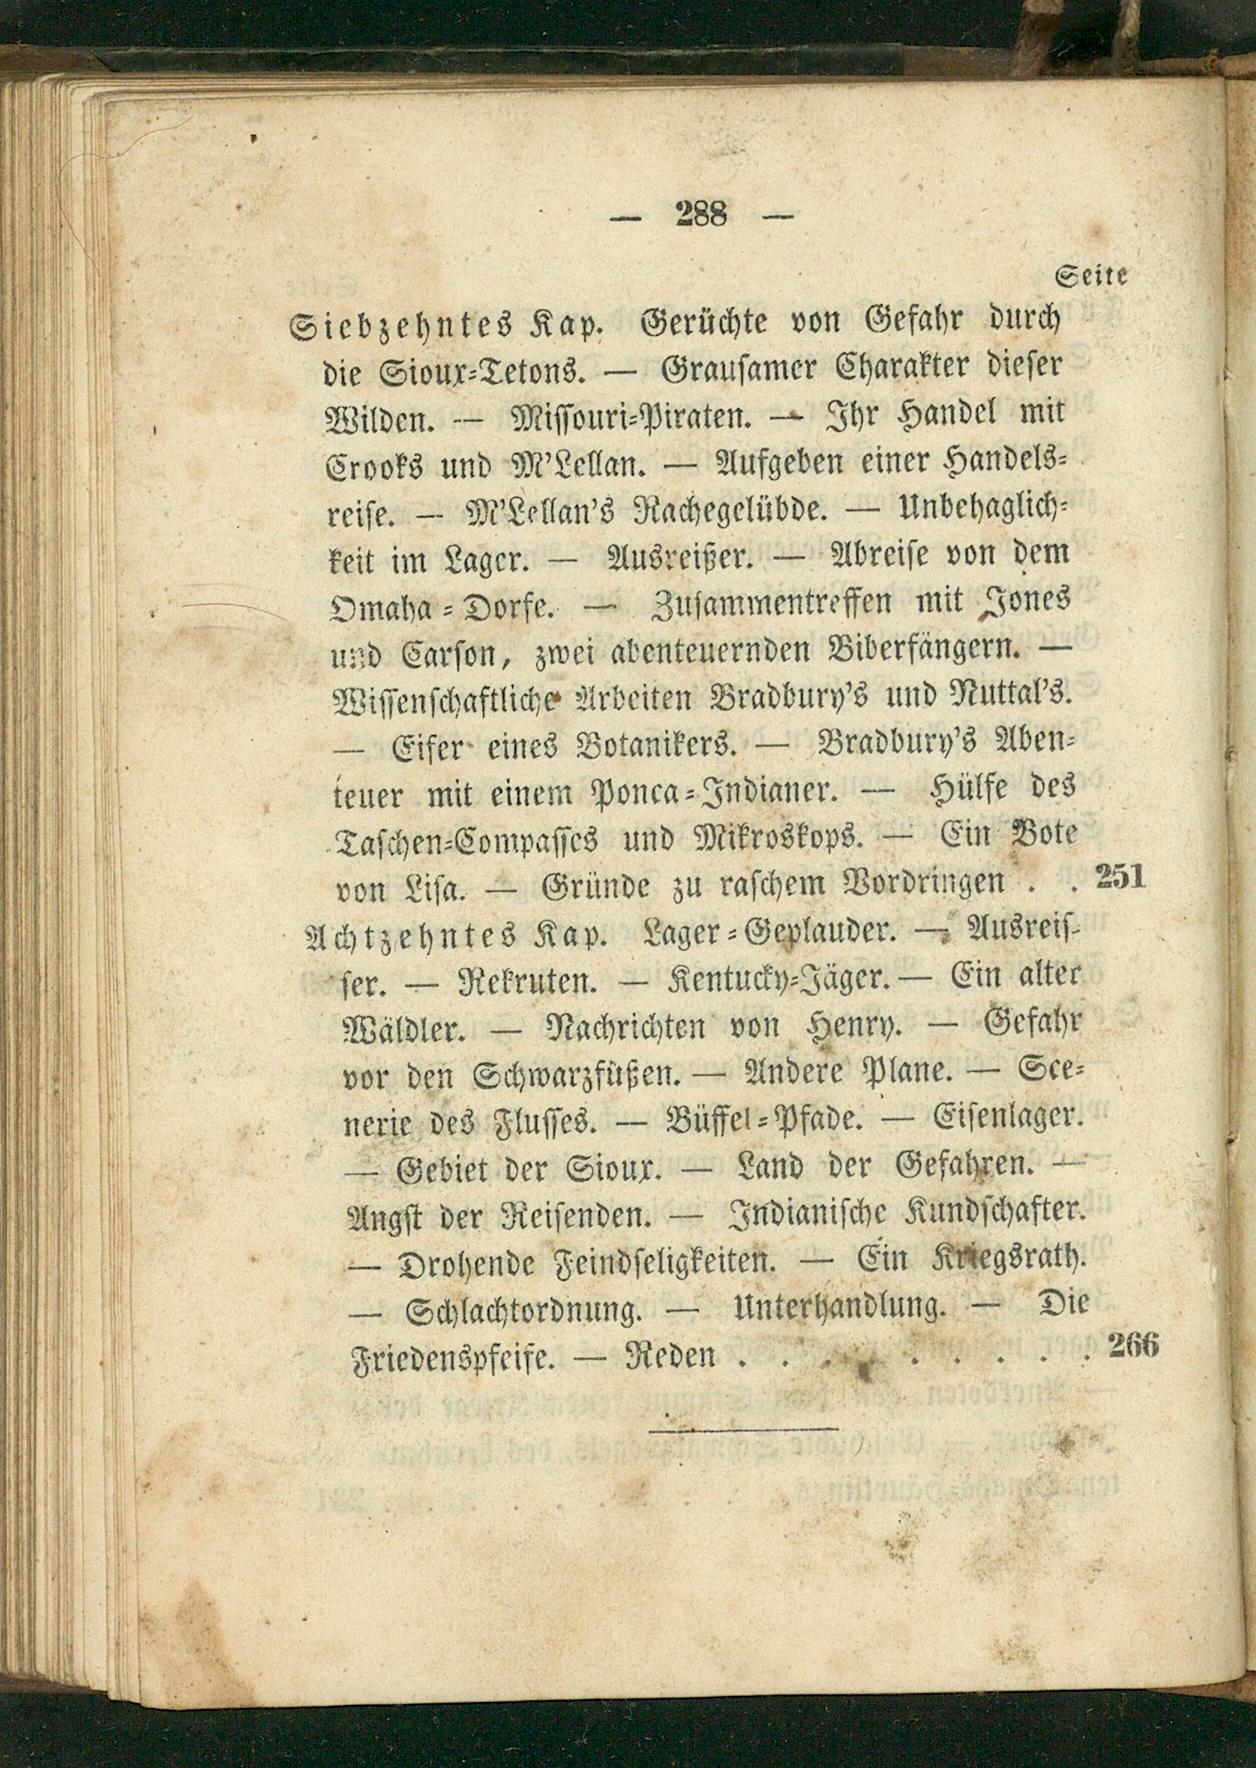 — 288 —
Seite
Siebzehntes Kap. Gerüchte von Gefahr durch
die Sioux-Tetons. — Grausamer Charakter dieser
Wilden. — Missouri-Piraten. — Ihr Handel mit
Crooks und M'Lellan. — Aufgeben einer Handels-
reise. — M'Lellan's Rachegelübde. — Unbehaglich-
keit im Lager. — Ausreißer. — Abreise von dem
Omaha-Dorfe. — Zusammentreffen mit Jones
und Carson, zwei abenteuernden Biberfängern. —
Wissenschaftliche Arbeiten Bradbury's und Nuttal's.
— Eifer eines Botanikers. — Bradbury's Aben-
teuer mit einem Ponca-Indianer. — Hülfe des
Taschen-Compasses und Mikroskops. — Ein Bote
von Lisa. — Gründe zu raschem Vordringen . . 251
Achtzehntes Kap. Lager-Geplauder. — Ausreis-
ser. — Rekruten. — Kentucky-Jäger. — Ein alter
Wäldler. — Nachrichten von Henry. — Gefahr
vor den Schwarzfüßen. — Andere Plane. — Sce-
nerie des Flusses. — Büffel-Pfade. — Eisenlager.
— Gebiet der Sioux. — Land der Gefahren. —
Angst der Reisenden. — Indianische Kundschafter.
— Drohende Feindseligkeiten. — Ein Kriegsrath.
— Schlachtordnung. — Unterhandlung. — Die
Friedenspfeife. — Reden . . . . . . . . . 266